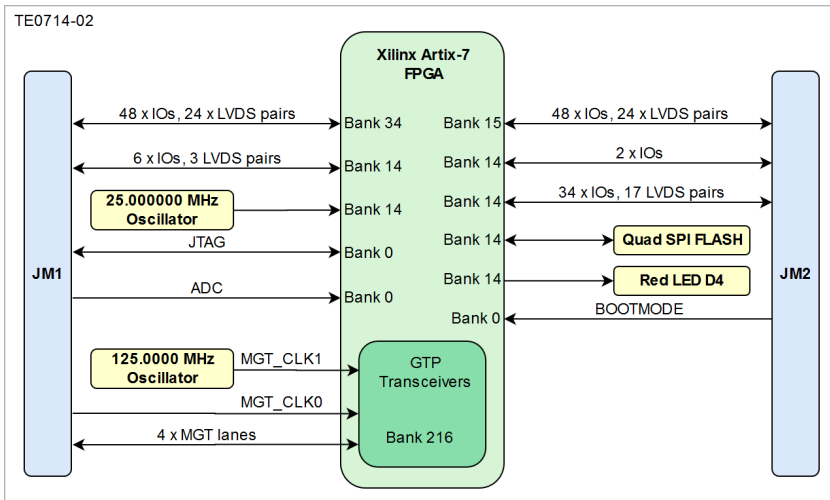 TE0714-02
Xilinx Artix-7
FPGA
JM1
48 x IOs, 24 x LVDS pairs
Bank 34
6 x IOs, 3 LVDS pairs
Bank 14
25.000000 MHz
Oscillator
Bank 14
JTAG
Bank 0
ADC
Bank 0
125.0000 MHz
Oscillator
MGT_CLK1
MGT_CLK0
4 x MGT lanes
GTP
Transceivers
Bank 216
Bank 15
48 x IOs, 24 x LVDS pairs
Bank 14
2 x IOs
Bank 14
34 x IOs, 17 LVDS pairs
Bank 14
Quad SPI FLASH
Bank 14
Red LED D4
Bank 0
BOOTMODE
JM2